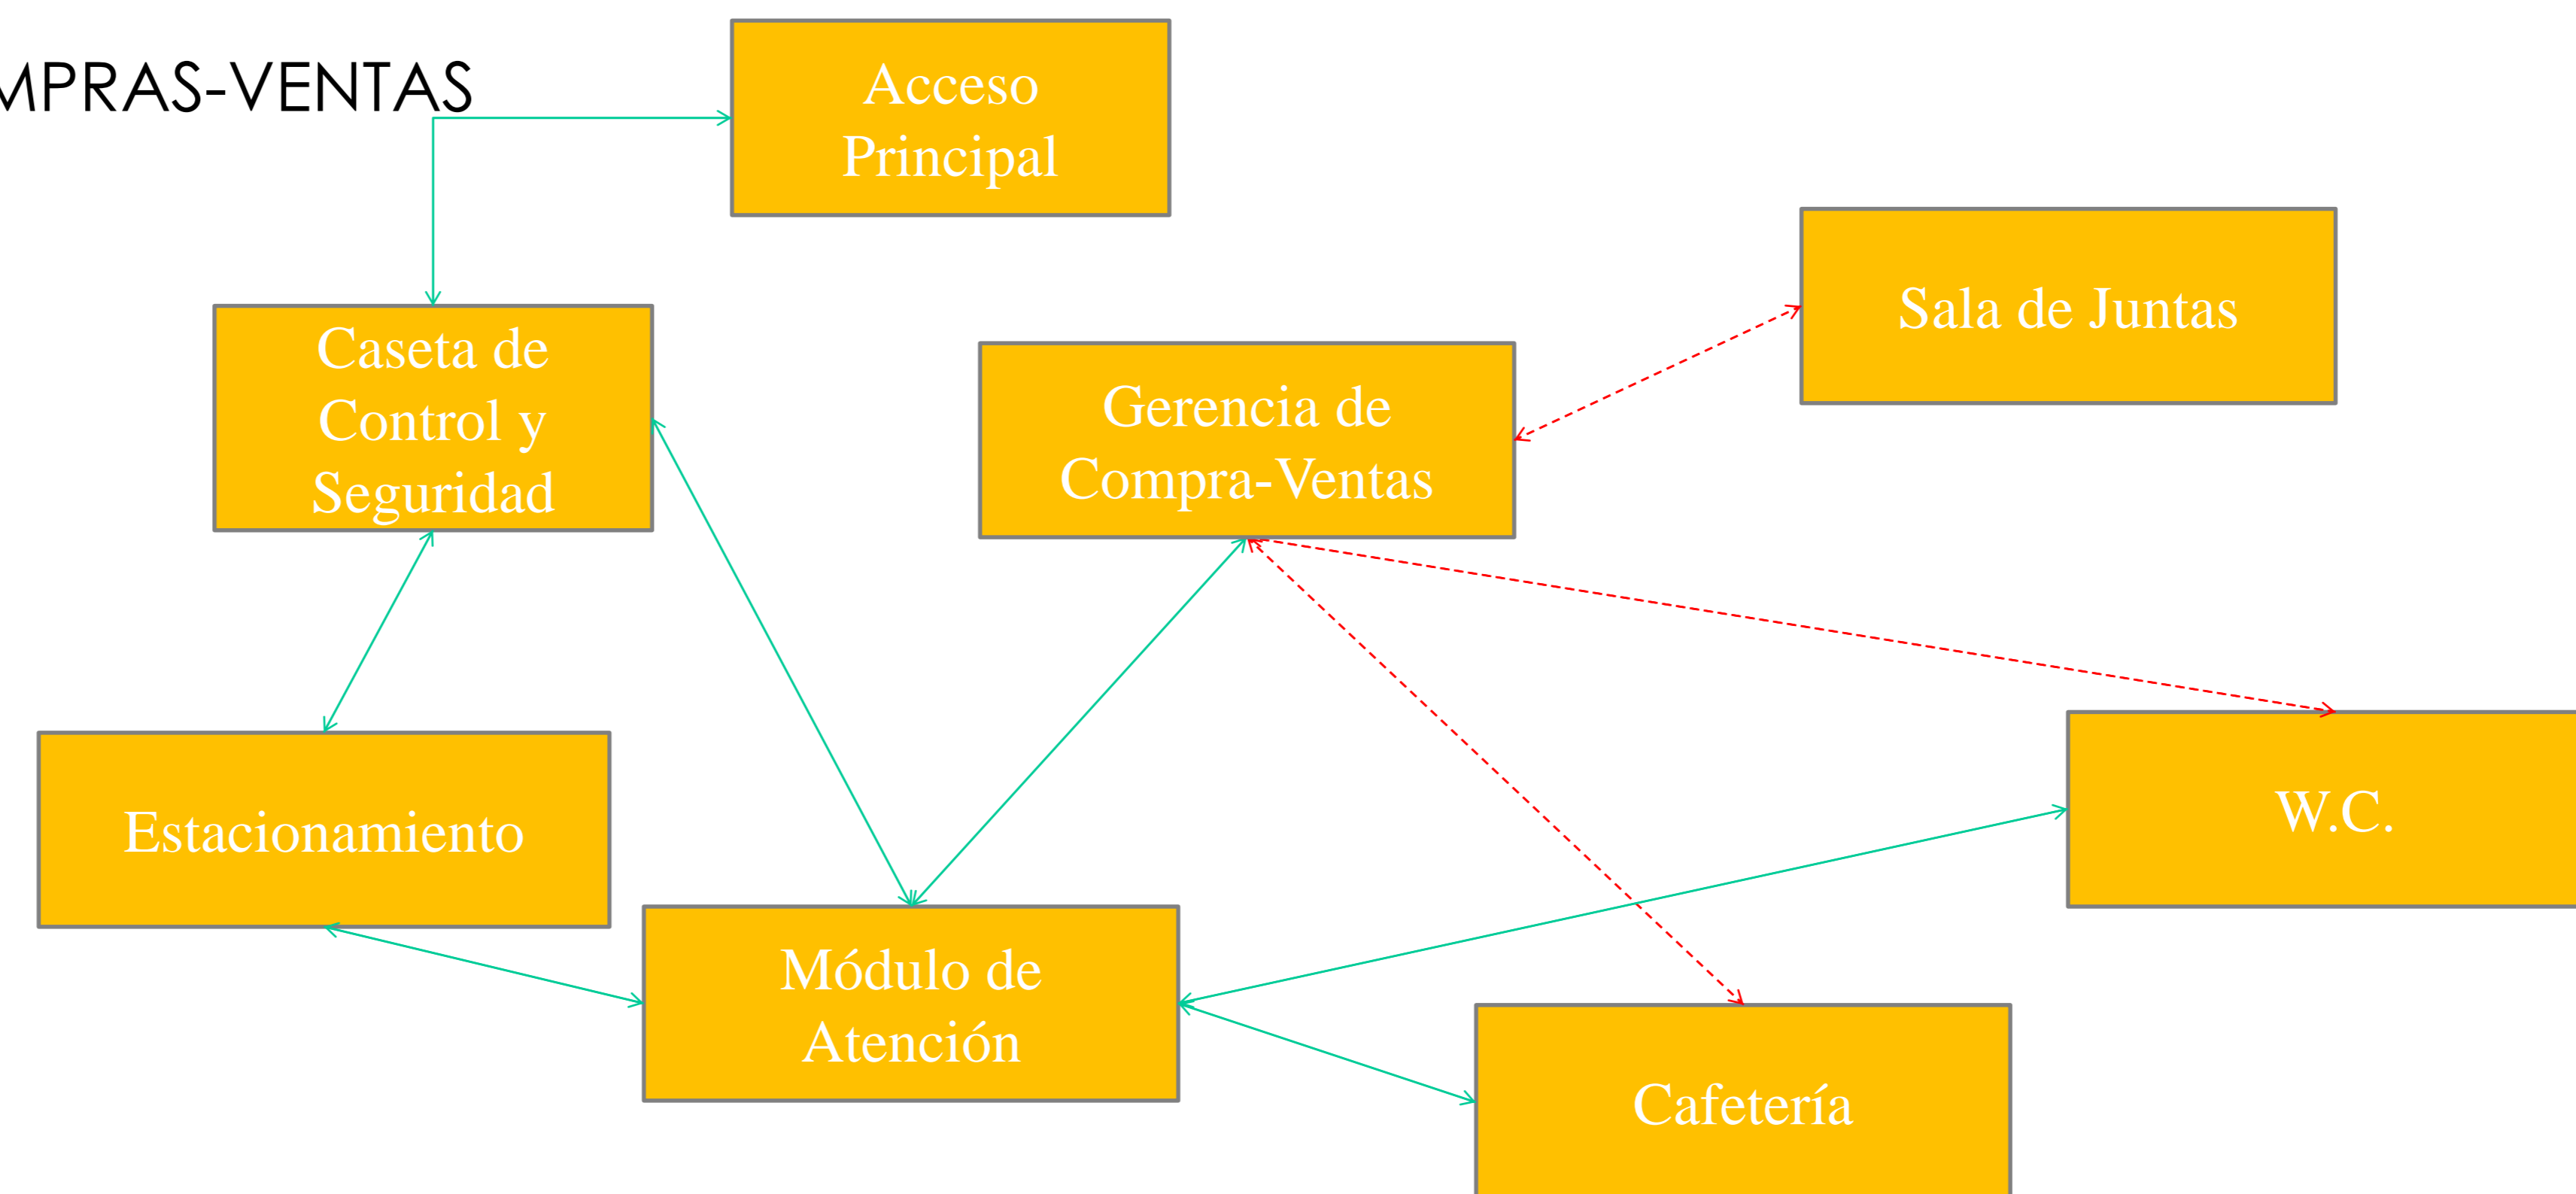 MPRAS-VENTAS
Acceso
Principal
Sala de Juntas
Caseta de
Control y
Seguridad
Gerencia de
Compra-Ventas
Estacionamiento
W.C.
Módulo de
Atención
Cafetería